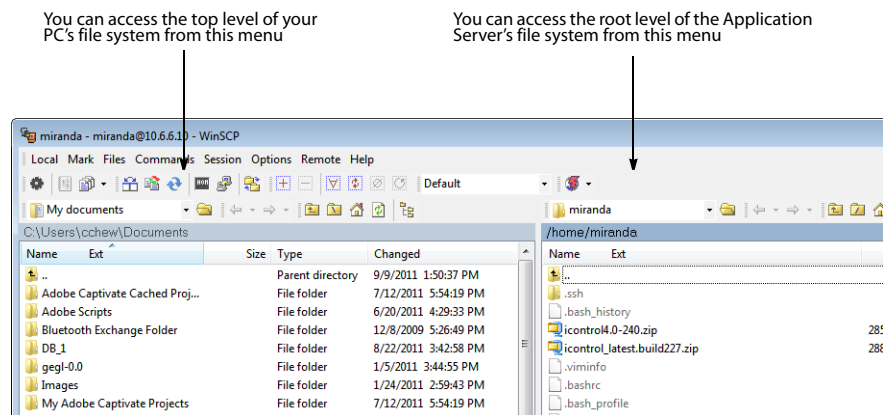 You can access the top level of your
PC's file system from this menu
You can access the root level of the Application
Server's file system from this menu
miranda - miranda@10.6.6.10 - WinSCP
Local Mark Files Commands Session Options Remote Help
Default
My documents
miranda
C:\Users\cchew\Documents
/home/miranda
Name Ext Size Type Changed
Name Ext
.. Parent directory 9/9/2011 1:50:37 PM
Adobe Captivate Cached Proj... File folder 7/12/2011 5:54:19 PM
Adobe Scripts File folder 6/20/2011 4:29:33 PM
Bluetooth Exchange Folder File folder 12/8/2009 5:26:49 PM
DB_1 File folder 8/22/2011 3:42:58 PM
gegl-0.0 File folder 1/5/2011 3:44:55 PM
Images File folder 1/24/2011 2:59:43 PM
My Adobe Captivate Projects File folder 7/12/2011 5:54:19 PM
..
.ssh
.bash_history
icontrol4.0-240.zip 285
icontrol_latest.build227.zip 288
.viminfo
.bashrc
.bash_profile